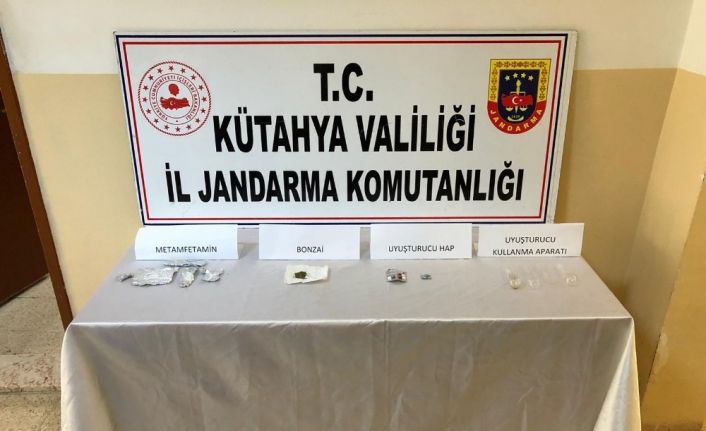 T.C.
KÜTAHYA VALİLİĞİ
İL JANDARMA KOMUTANLIĞI
JANDARMA
METAMFETAMİN
BONZAİ
UYUŞTURUCU HAP
UYUŞTURUCU
KULLANMA APARATI